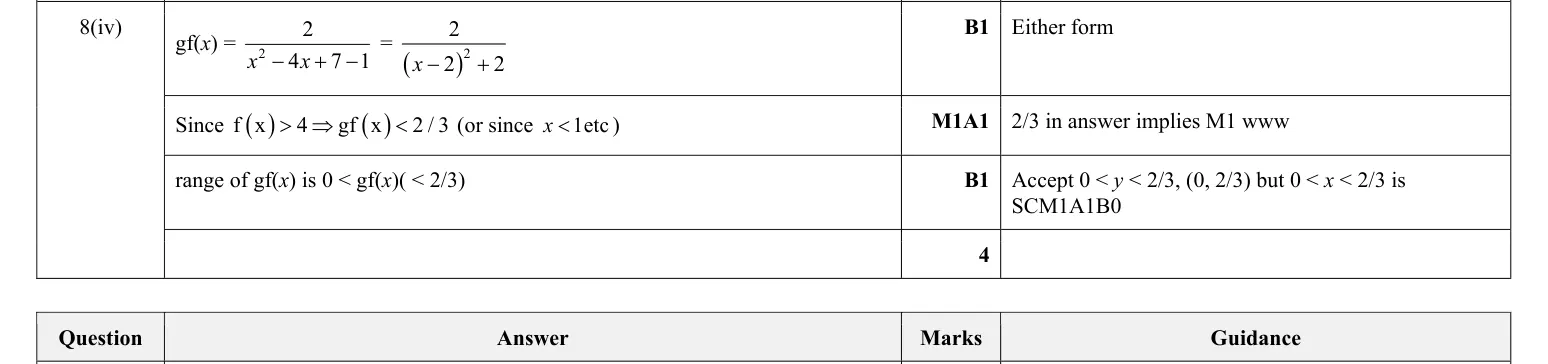 8(iv)
gf(x) = 2/(x² − 4x + 7 − 1) = 2/((x − 2)² + 2)
B1
Either form
Since f(x) > 4 ⇒ gf(x) < 2 / 3 (or since x < 1etc )
M1A1
2/3 in answer implies M1 www
range of gf(x) is 0 < gf(x)( < 2/3)
B1
Accept 0 < y < 2/3, (0, 2/3) but 0 < x < 2/3 is
SCM1A1B0
4
Question Answer Marks Guidance